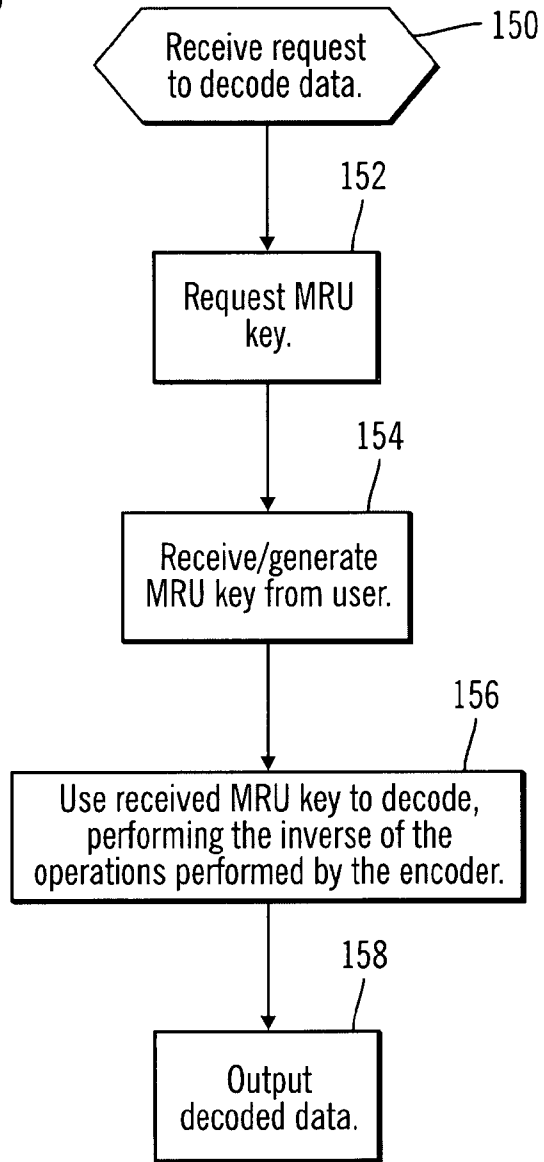 150
Receive request
to decode data.
152
Request MRU
key.
154
Receive/generate
MRU key from user.
156
Use received MRU key to decode,
performing the inverse of the
operations performed by the encoder.
158
Output
decoded data.